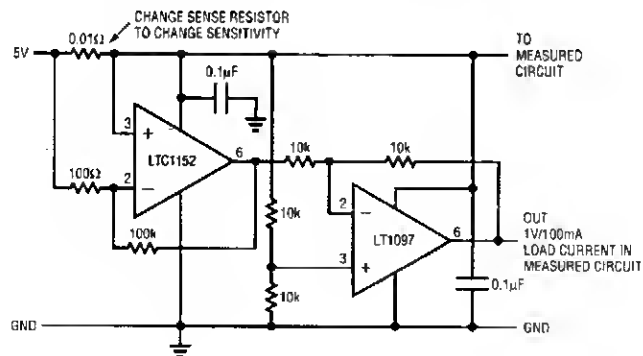 CHANGE SENSE RESISTOR
TO CHANGE SENSITIVITY
0.01Ω
5V
TO
MEASURED
CIRCUIT
0.1µF
3
+
LTC1152
6
10k
10k
100Ω
2
−
2
−
100k
10k
LT1097
6
OUT
1V/100mA
LOAD CURRENT IN
MEASURED CIRCUIT
3
+
10k
0.1µF
GND
GND